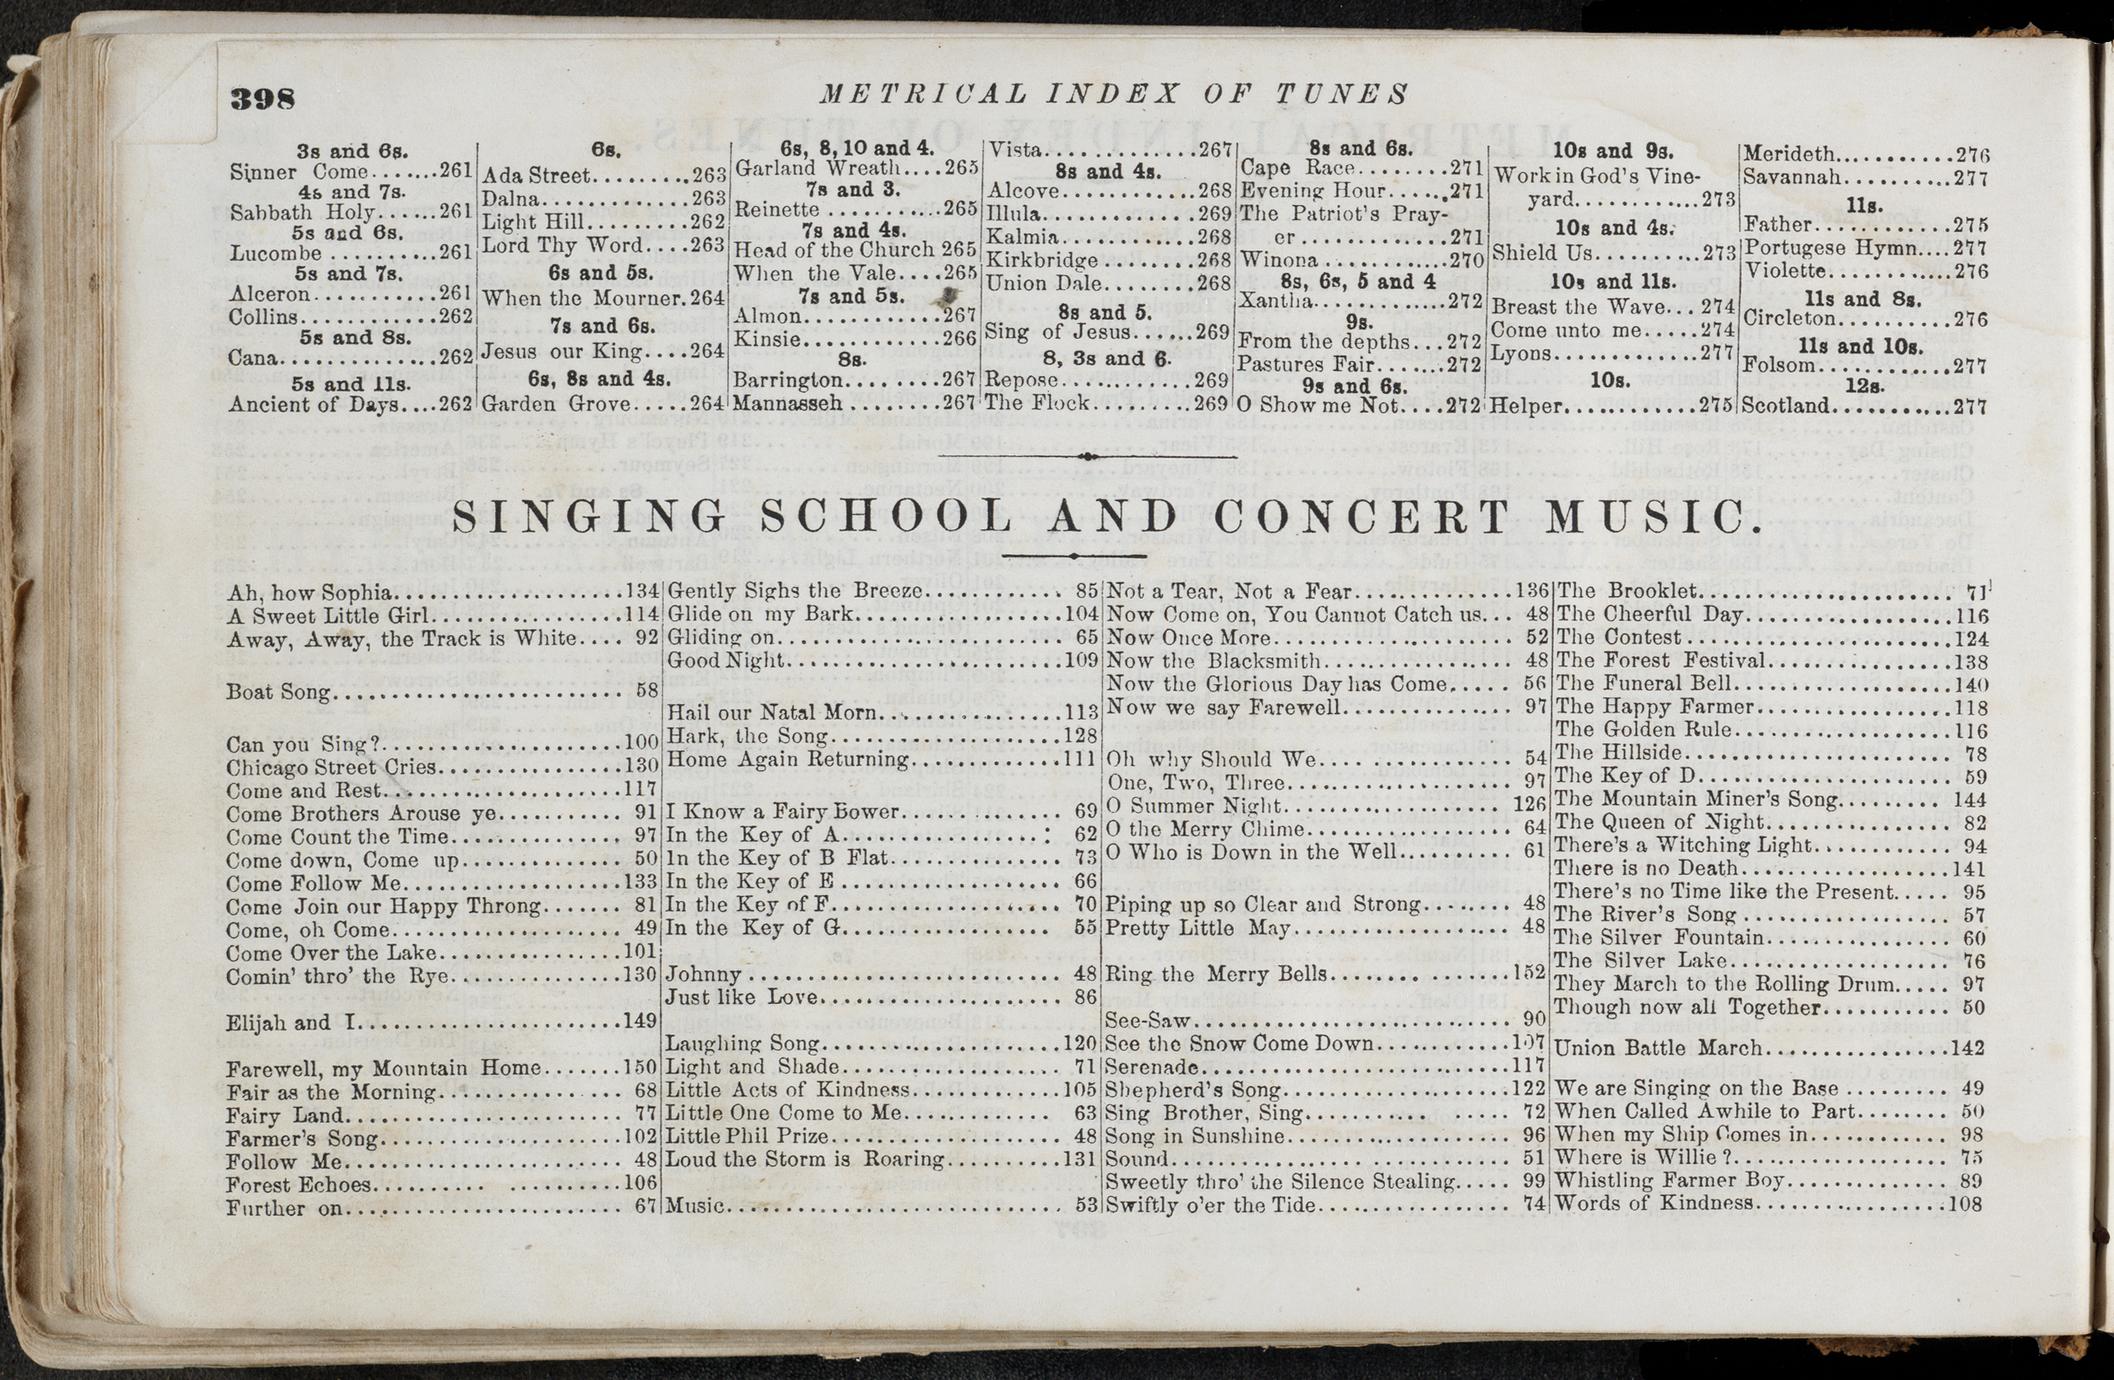 398
METRICAL INDEX OF TUNES
3s and 6s.
Sinner Come.......261
4s and 7s.
Sabbath Holy......261
5s and 6s.
Lucombe ..........261
5s and 7s.
Alceron...........261
Collins............262
5s and 8s.
Cana..............262
5s and 11s.
Ancient of Days....262
6s.
Ada Street.........263
Dalna.............263
Light Hill.........262
Lord Thy Word....263
6s and 5s.
When the Mourner.264
7s and 6s.
Jesus our King....264
6s, 8s and 4s.
Garden Grove.....264
6s, 8, 10 and 4.
Garland Wreath....265
7s and 3.
Reinette ...........265
7s and 4s.
Head of the Church 265
When the Vale....265
7s and 5s.
Almon............267
Kinsie............266
8s.
Barrington........267
Mannasseh ........267
Vista.............267
8s and 4s.
Alcove............268
Illula.............269
Kalmia............268
Kirkbridge ........268
Union Dale........268
8s and 5.
Sing of Jesus......269
8, 3s and 6.
Repose...........269
The Flock.........269
8s and 6s.
Cape Race........271
Evening Hour......271
The Patriot's Pray-
er .............271
Winona ...........270
8s, 6s, 5 and 4
Xantha............272
9s.
From the depths...272
Pastures Fair.......272
9s and 6s.
O Show me Not....272
10s and 9s.
Work in God's Vine-
yard............273
10s and 4s.
Shield Us..........273
10s and 11s.
Breast the Wave...274
Come unto me.....274
Lyons.............277
10s.
Helper............275
Merideth...........276
Savannah..........277
11s.
Father............275
Portugese Hymn....277
Violette...........276
11s and 8s.
Circleton..........276
11s and 10s.
Folsom............277
12s.
Scotland...........277
SINGING SCHOOL AND CONCERT MUSIC.
Ah, how Sophia....................134
A Sweet Little Girl.................114
Away, Away, the Track is White.... 92
Boat Song......................... 58
Can you Sing?.....................100
Chicago Street Cries................130
Come and Rest.....................117
Come Brothers Arouse ye........... 91
Come Count the Time............... 97
Come down, Come up.............. 50
Come Follow Me...................133
Come Join our Happy Throng....... 81
Come, oh Come.................... 49
Come Over the Lake................101
Comin' thro' the Rye...............130
Elijah and I.......................149
Farewell, my Mountain Home.......150
Fair as the Morning................ 68
Fairy Land........................ 77
Farmer's Song.....................102
Follow Me........................ 48
Forest Echoes.......... ..........106
Further on........................ 67
Gently Sighs the Breeze............ 85
Glide on my Bark..................104
Gliding on......................... 65
Good Night........................109
Hail our Natal Morn................113
Hark, the Song....................128
Home Again Returning.............111
I Know a Fairy Bower.............. 69
In the Key of A.................: 62
In the Key of B Flat............... 73
In the Key of E ................... 66
In the Key of F.................... 70
In the Key of G.................. 55
Johnny ........................... 48
Just like Love..................... 86
Laughing Song.....................120
Light and Shade................... 71
Little Acts of Kindness.............105
Little One Come to Me............. 63
Little Phil Prize.................... 48
Loud the Storm is Roaring..........131
Music............................. 53
Not a Tear, Not a Fear..............136
Now Come on, You Cannot Catch us... 48
Now Once More.................... 52
Now the Blacksmith................ 48
Now the Glorious Day has Come..... 56
Now we say Farewell............... 97
Oh why Should We................. 54
One, Two, Three................... 97
O Summer Night................... 126
O the Merry Chime................. 64
O Who is Down in the Well.......... 61
Piping up so Clear and Strong........ 48
Pretty Little May................... 48
Ring the Merry Bells........ .......152
See-Saw........................... 90
See the Snow Come Down............107
Serenade..........................117
Shepherd's Song....................122
Sing Brother, Sing.......... ..... 72
Song in Sunshine................... 96
Sound............................. 51
Sweetly thro' the Silence Stealing..... 99
Swiftly o'er the Tide................ 74
The Brooklet...................... 71
The Cheerful Day..................116
The Contest.......................124
The Forest Festival................138
The Funeral Bell...................140
The Happy Farmer.................118
The Golden Rule...................116
The Hillside....................... 78
The Key of D..................... 59
The Mountain Miner's Song......... 144
The Queen of Night................ 82
There's a Witching Light............ 94
There is no Death..................141
There's no Time like the Present..... 95
The River's Song .................. 57
The Silver Fountain................ 60
The Silver Lake................... 76
They March to the Rolling Drum..... 97
Though now all Together........... 50
Union Battle March................142
We are Singing on the Base ......... 49
When Called Awhile to Part........ 50
When my Ship Comes in............ 98
Where is Willie?................... 75
Whistling Farmer Boy.............. 89
Words of Kindness.................108